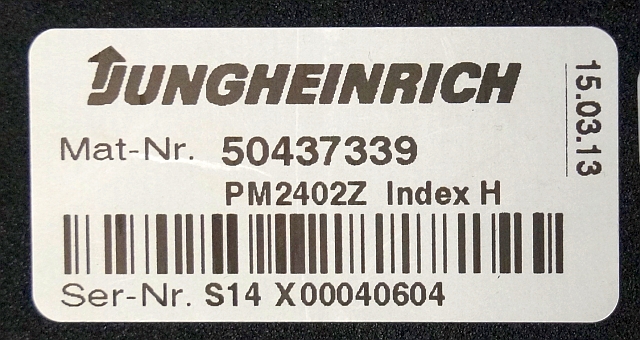 JUNGHEINRICH
15.03.13
Mat-Nr. 50437339
PM2402Z Index H
Ser-Nr. S14 X00040604